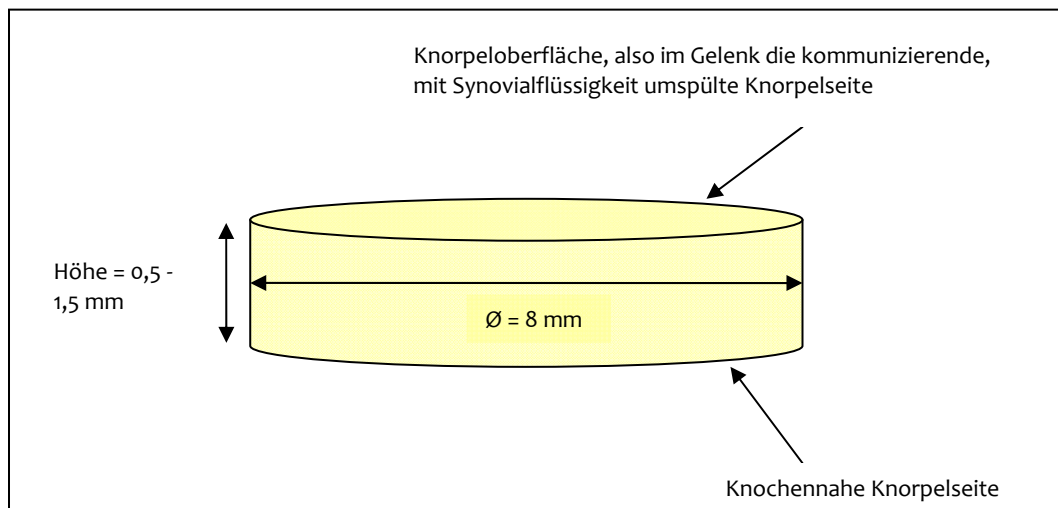 Knorpeloberfläche, also im Gelenk die kommunizierende,
mit Synovialflüssigkeit umspülte Knorpelseite
Höhe = 0,5 -
1,5 mm
Ø = 8 mm
Knochennahe Knorpelseite